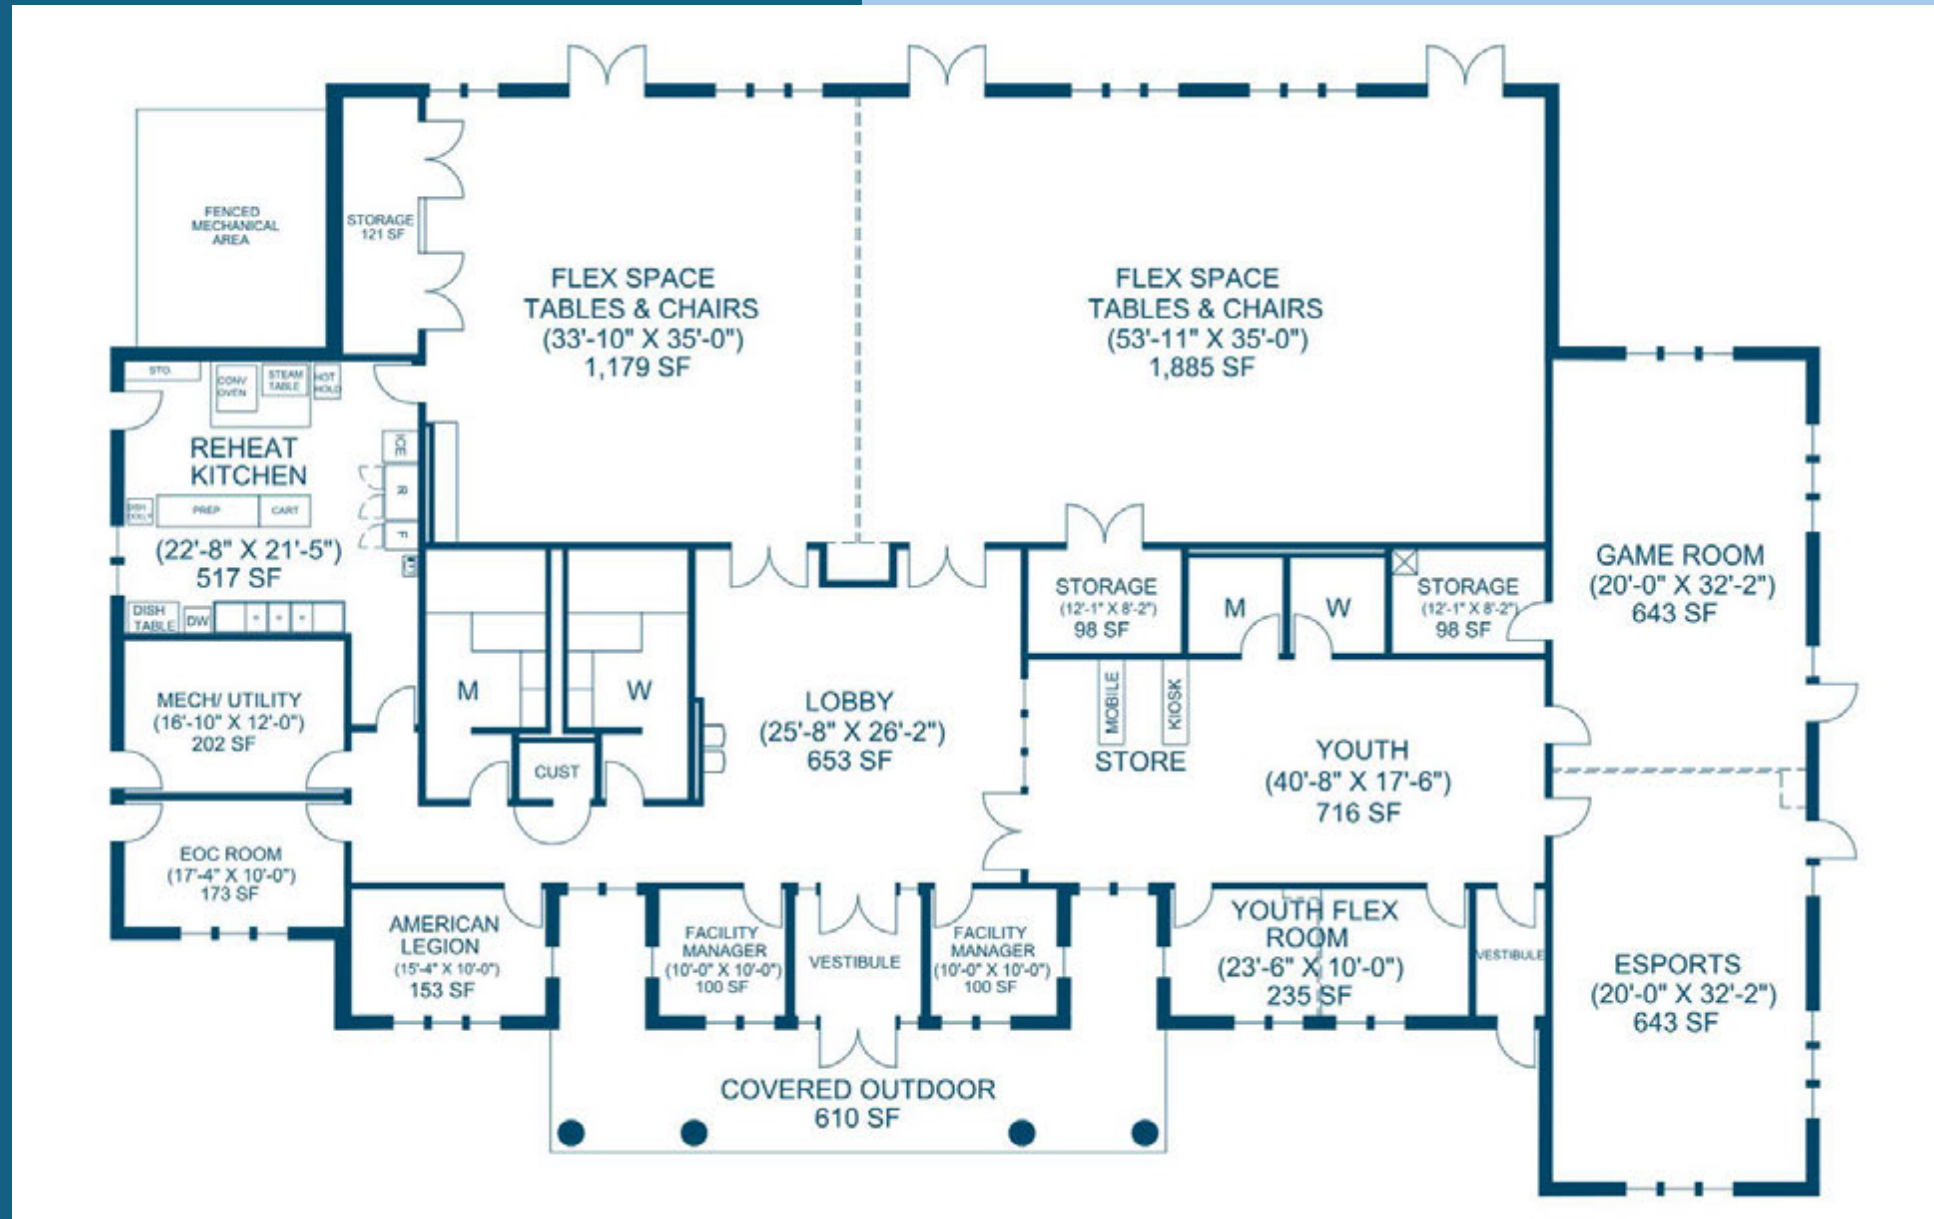 FENCED
MECHANICAL
AREA
STORAGE
121 SF
FLEX SPACE
TABLES & CHAIRS
(33'-10" X 35'-0")
1,179 SF
FLEX SPACE
TABLES & CHAIRS
(53'-11" X 35'-0")
1,885 SF
STO.
CONV
OVEN
STEAM
TABLE
HOT
HOLD
REHEAT
KITCHEN
ICE
R
F
PREP
CART
(22'-8" X 21'-5")
517 SF
DISH
TABLE
DW
MECH/ UTILITY
(16'-10" X 12'-0")
202 SF
EOC ROOM
(17'-4" X 10'-0")
173 SF
M
W
CUST
LOBBY
(25'-8" X 26'-2")
653 SF
STORAGE
(12'-1" X 8'-2")
98 SF
M
W
STORAGE
(12'-1" X 8'-2")
98 SF
GAME ROOM
(20'-0" X 32'-2")
643 SF
MOBILE
KIOSK
STORE
YOUTH
(40'-8" X 17'-6")
716 SF
AMERICAN
LEGION
(15'-4" X 10'-0")
153 SF
FACILITY
MANAGER
(10'-0" X 10'-0")
100 SF
VESTIBULE
FACILITY
MANAGER
(10'-0" X 10'-0")
100 SF
YOUTH FLEX
ROOM
(23'-6" X 10'-0")
235 SF
VESTIBULE
ESPORTS
(20'-0" X 32'-2")
643 SF
COVERED OUTDOOR
610 SF